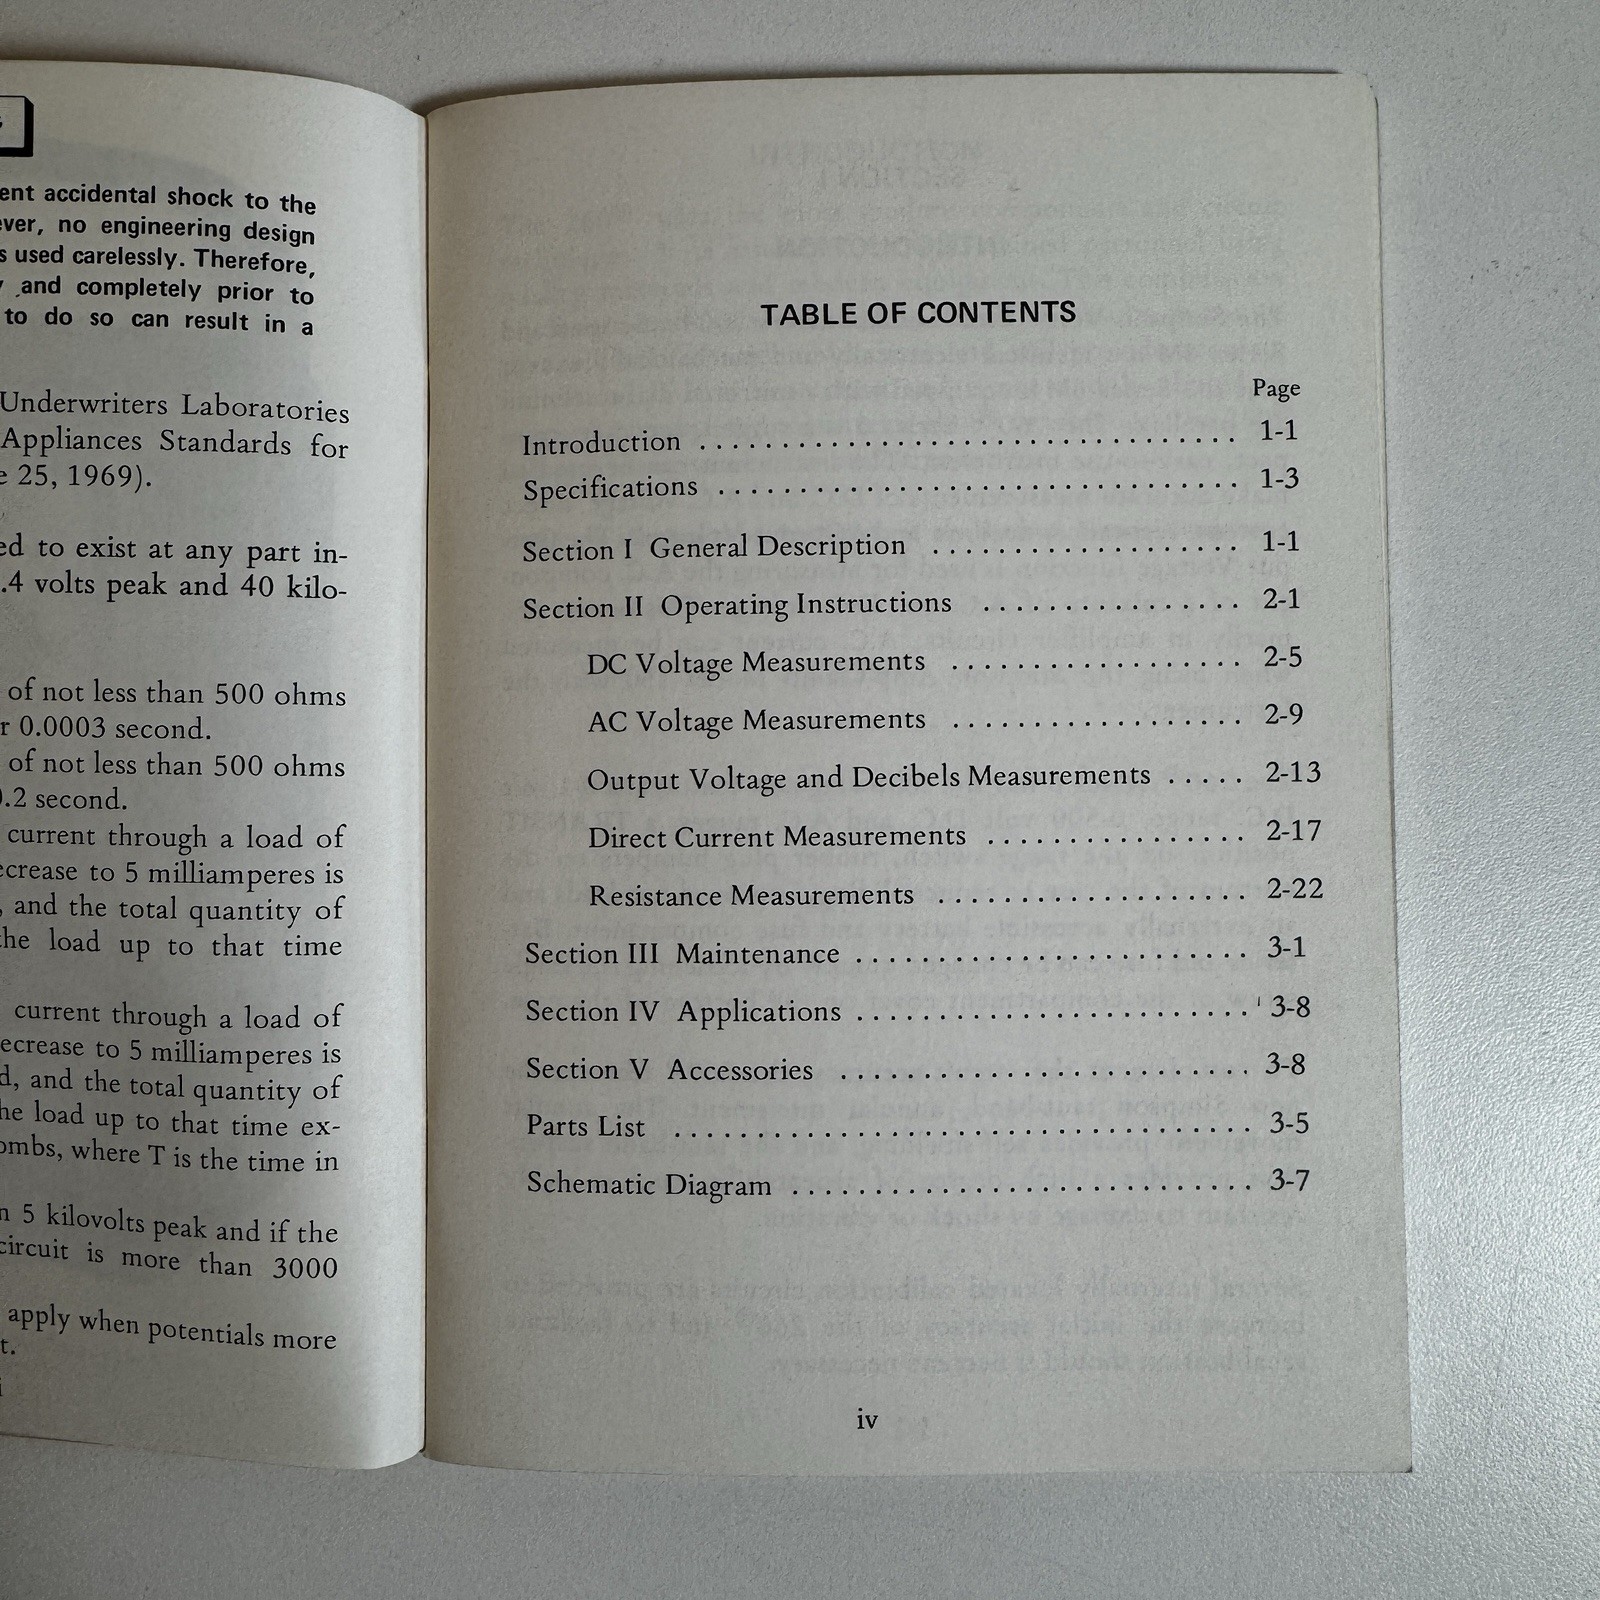 ent accidental shock to the
ever, no engineering design
s used carelessly. Therefore,
y and completely prior to
to do so can result in a
Underwriters Laboratories
Appliances Standards for
e 25, 1969).
ed to exist at any part in-
.4 volts peak and 40 kilo-
of not less than 500 ohms
r 0.0003 second.
of not less than 500 ohms
0.2 second.
current through a load of
ecrease to 5 milliamperes is
, and the total quantity of
the load up to that time
current through a load of
ecrease to 5 milliamperes is
d, and the total quantity of
he load up to that time ex-
ombs, where T is the time in
n 5 kilovolts peak and if the
circuit is more than 3000
apply when potentials more
t.
i
TABLE OF CONTENTS
Page
Introduction . . . . . . . . . . . . . . . . . . . . . . . . . . . . . . . . . 1-1
Specifications . . . . . . . . . . . . . . . . . . . . . . . . . . . . . . . . 1-3
Section I General Description . . . . . . . . . . . . . . . . . . . 1-1
Section II Operating Instructions . . . . . . . . . . . . . . . . 2-1
DC Voltage Measurements . . . . . . . . . . . . . . . . . . 2-5
AC Voltage Measurements . . . . . . . . . . . . . . . . . . 2-9
Output Voltage and Decibels Measurements . . . . . 2-13
Direct Current Measurements . . . . . . . . . . . . . . . . 2-17
Resistance Measurements . . . . . . . . . . . . . . . . . . . 2-22
Section III Maintenance . . . . . . . . . . . . . . . . . . . . . . . . 3-1
Section IV Applications . . . . . . . . . . . . . . . . . . . . . . . . 3-8
Section V Accessories . . . . . . . . . . . . . . . . . . . . . . . . . 3-8
Parts List . . . . . . . . . . . . . . . . . . . . . . . . . . . . . . . . . . . 3-5
Schematic Diagram . . . . . . . . . . . . . . . . . . . . . . . . . . . . 3-7
iv